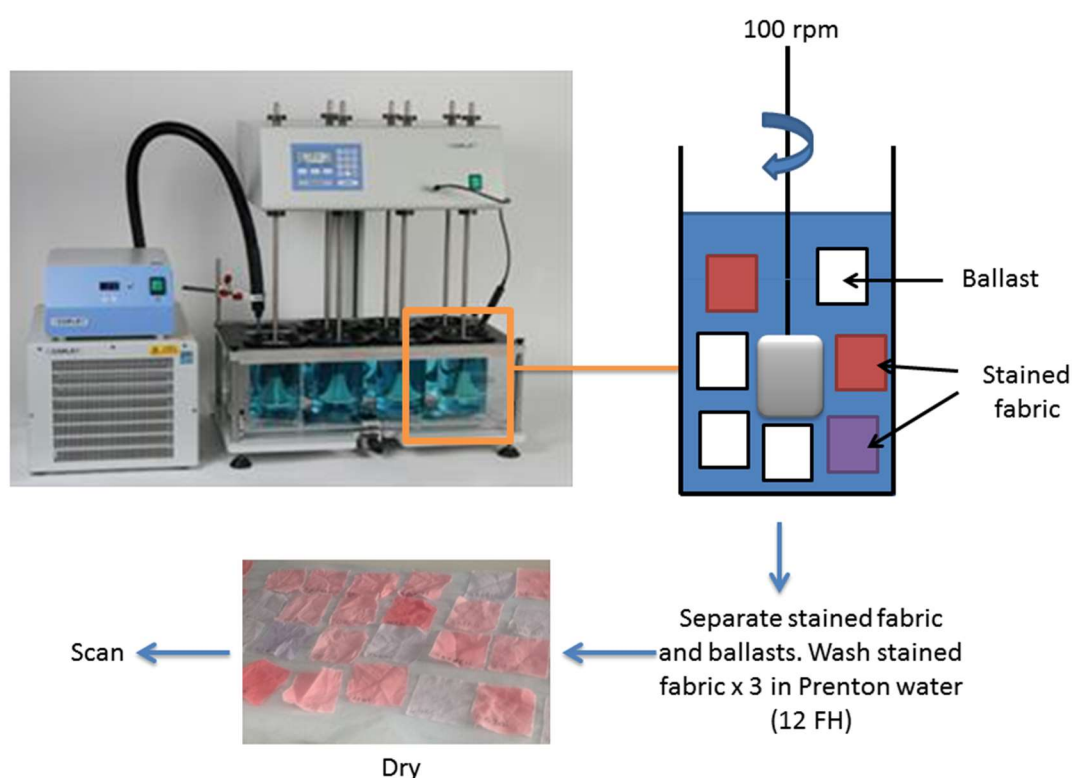 100 rpm
Ballast
Stained
fabric
Separate stained fabric
and ballasts. Wash stained
fabric x 3 in Prenton water
(12 FH)
Scan
Dry